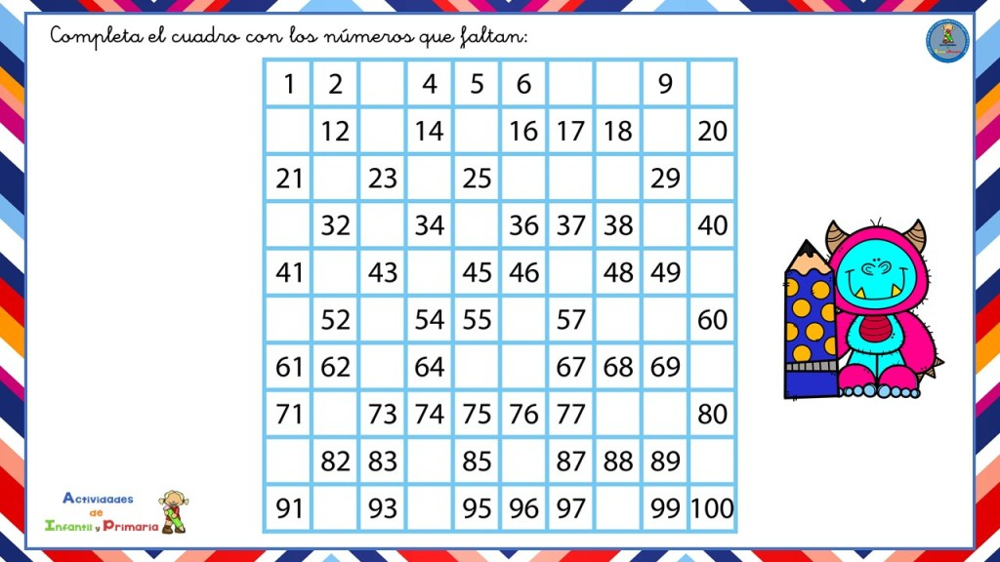 Completa el cuadro con los números que faltan:
1 2 4 5 6 9
12 14 16 17 18 20
21 23 25 29
32 34 36 37 38 40
41 43 45 46 48 49
52 54 55 57 60
61 62 64 67 68 69
71 73 74 75 76 77 80
82 83 85 87 88 89
91 93 95 96 97 99 100
Actividades
de
Infantil y Primaria